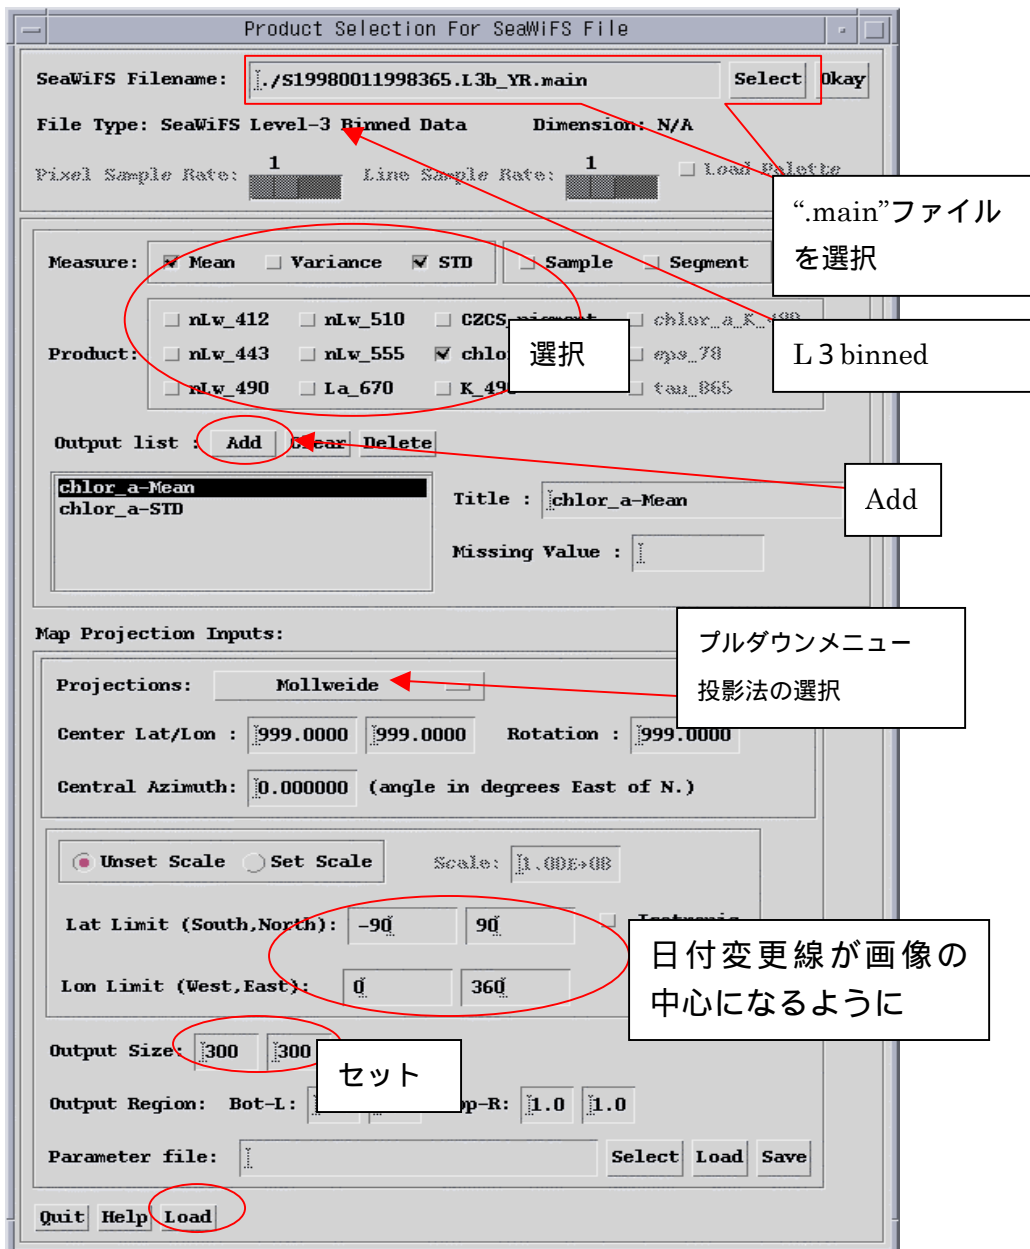 Product Selection For SeaWiFS File
SeaWiFS Filename: ./S19980011998365.L3b_YR.main Select Okay
File Type: SeaWiFS Level-3 Binned Data Dimension: N/A
Pixel Sample Rate: 1 Line Sample Rate: 1 Load Palette
“.main”ファイル
を選択
Measure: Mean Variance STD Sample Segment
nLw_412 nLw_510 CZCS_pigment chlor_a_K_490
Product: nLw_443 nLw_555 chlo eps_78
選択
L３binned
nLw_490 La_670 K_49 tau_865
Output list : Add Clear Delete
chlor_a-Mean
chlor_a-STD
Title : chlor_a-Mean
Add
Missing Value :
Map Projection Inputs:
プルダウンメニュー
投影法の選択
Projections: Mollweide
Center Lat/Lon : 999.0000 999.0000 Rotation : 999.0000
Central Azimuth: 0.000000 (angle in degrees East of N.)
Unset Scale Set Scale Scale: 1.00E+08
Lat Limit (South,North): -90 90
Lon Limit (West,East): 0 360
日付変更線が画像の
中心になるように
Output Size: 300 300
セット
Output Region: Bot-L: p-R: 1.0 1.0
Parameter file: Select Load Save
Quit Help Load